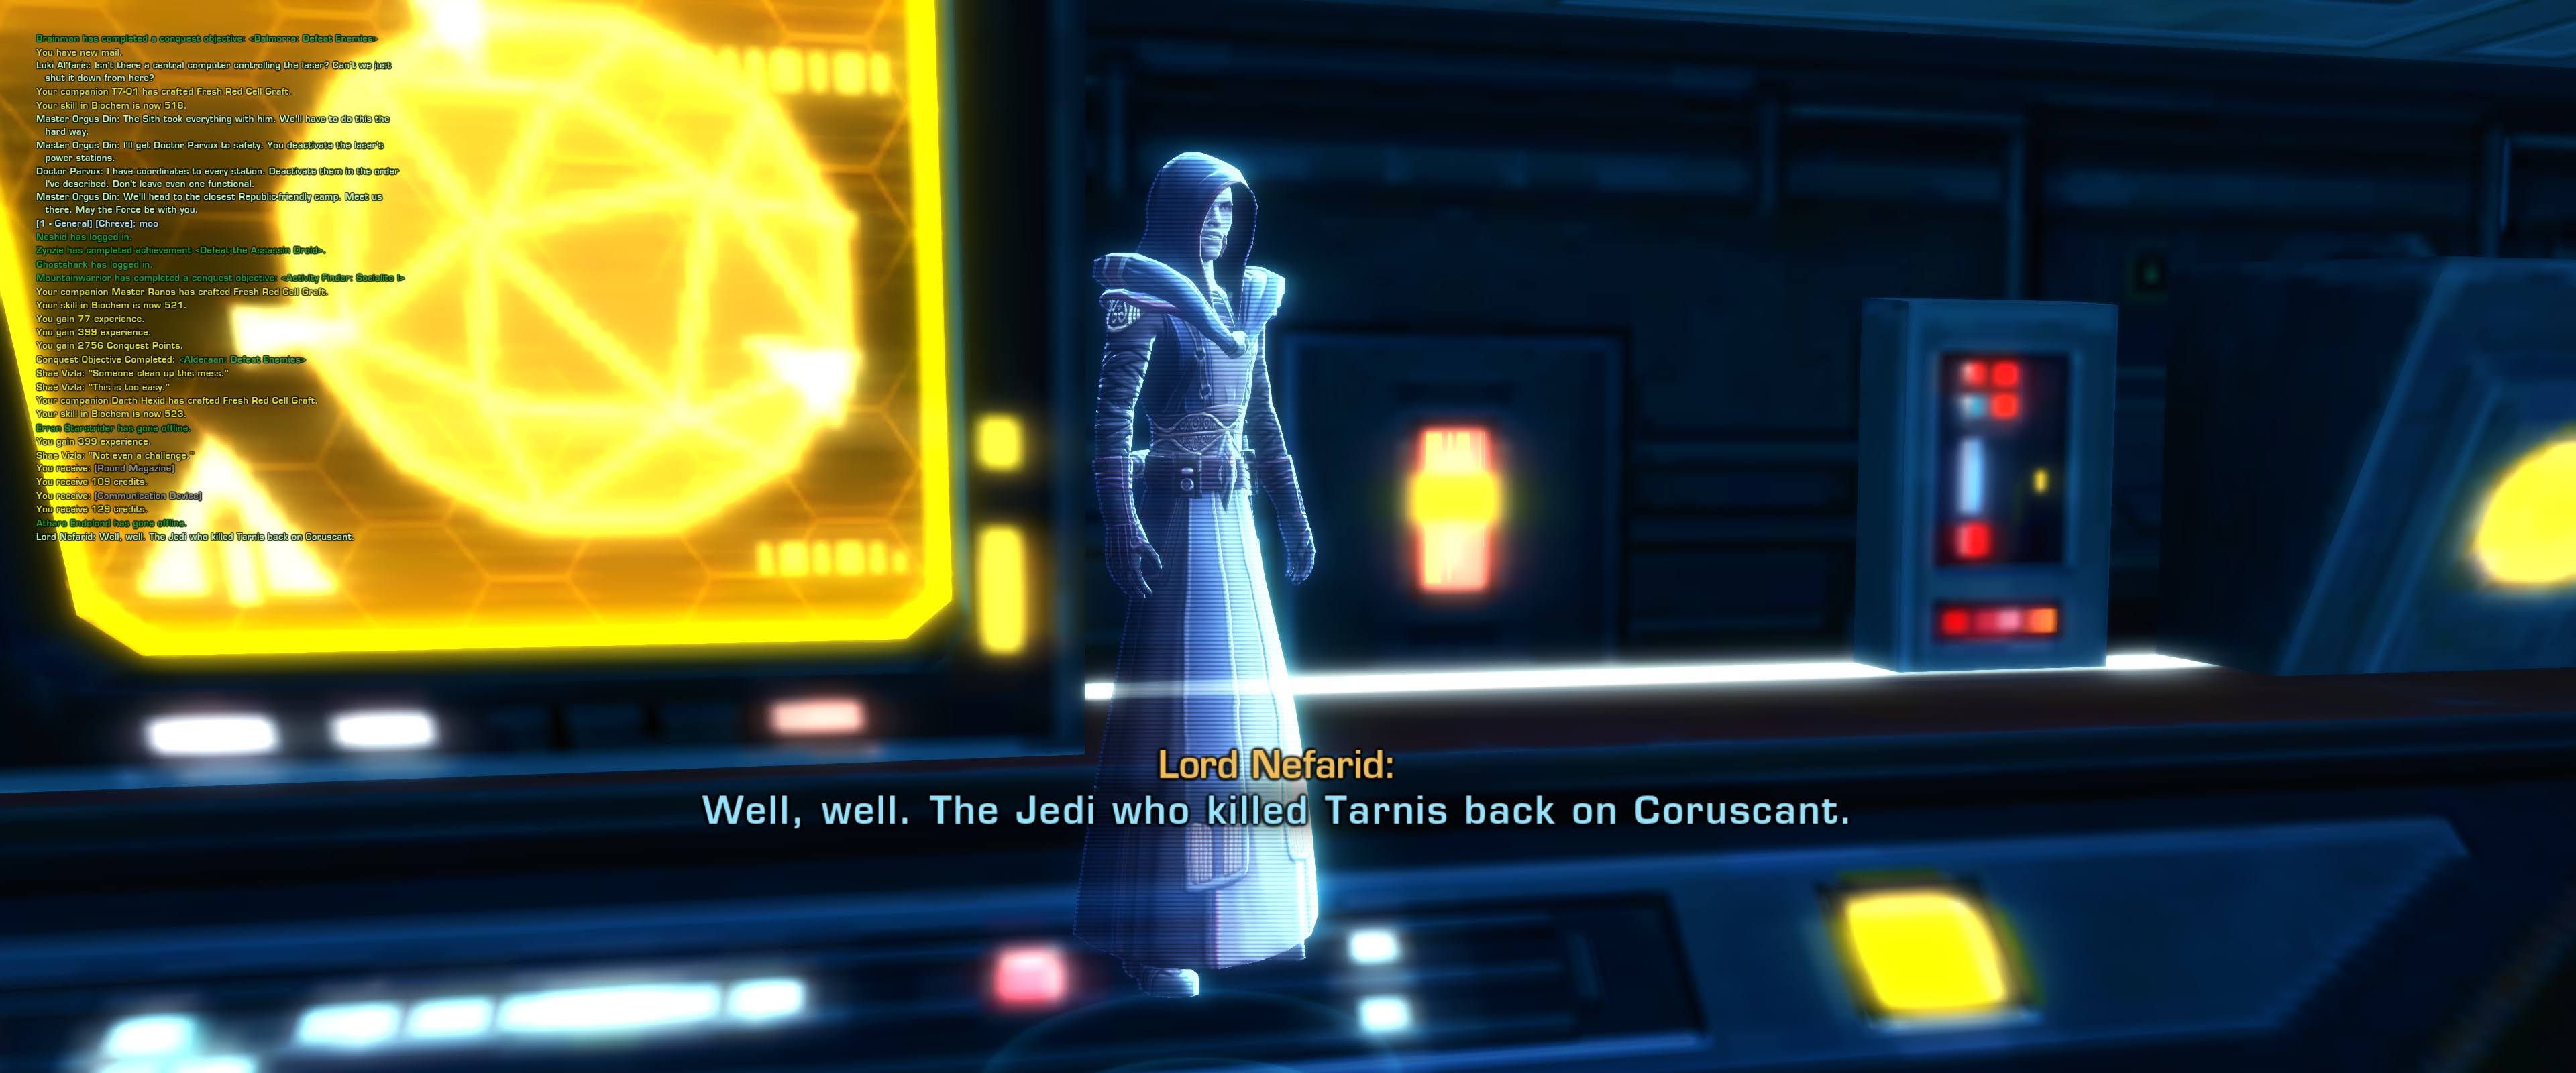 Brainman has completed a conquest objective: <Balmorra: Defeat Enemies>
You have new mail.
Luki Al'faris: Isn't there a central computer controlling the laser? Can't we just
shut it down from here?
Your companion T7-01 has crafted Fresh Red Cell Graft.
Your skill in Biochem is now 518.
Master Orgus Din: The Sith took everything with him. We'll have to do this the
hard way.
Master Orgus Din: I'll get Doctor Parvux to safety. You deactivate the laser's
power stations.
Doctor Parvux: I have coordinates to every station. Deactivate them in the order
I've described. Don't leave even one functional.
Master Orgus Din: We'll head to the closest Republic-friendly camp. Meet us
there. May the Force be with you.
[1 - General] [Chreve]: moo
Neshid has logged in.
Zynzie has completed achievement <Defeat the Assassin Droid>.
Ghostshark has logged in.
Mountainwarrior has completed a conquest objective: <Activity Finder: Socialite I>
Your companion Master Ranos has crafted Fresh Red Cell Graft.
Your skill in Biochem is now 521.
You gain 77 experience.
You gain 399 experience.
You gain 2756 Conquest Points.
Conquest Objective Completed: <Alderaan: Defeat Enemies>
Shae Vizla: "Someone clean up this mess."
Shae Vizla: "This is too easy."
Your companion Darth Hexid has crafted Fresh Red Cell Graft.
Your skill in Biochem is now 523.
Erran Starstrider has gone offline.
You gain 399 experience.
Shae Vizla: "Not even a challenge."
You receive: [Round Magazine]
You receive 109 credits.
You receive: [Communication Device]
You receive 129 credits.
Athara Endolond has gone offline.
Lord Nefarid: Well, well. The Jedi who killed Tarnis back on Coruscant.
Lord Nefarid:
Well, well. The Jedi who killed Tarnis back on Coruscant.